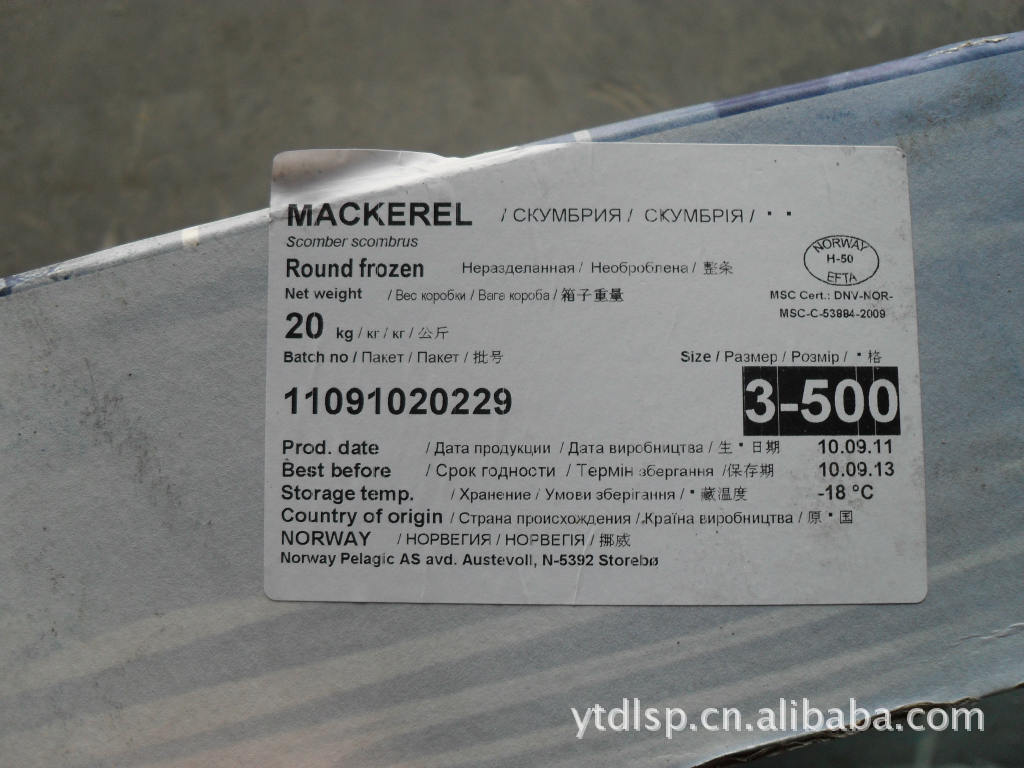 MACKEREL / СКУМБРИЯ / СКУМБРІЯ / · ·
Scomber scombrus
Round frozen Неразделанная / Необроблена / 整条
NORWAY
H-50
EFTA
Net weight / Вес коробки / Вага короба / 箱子重量
MSC Cert.: DNV-NOR-
MSC-C-53884-2009
20 kg / кг / кг / 公斤
Batch no / Пакет / Пакет / 批号
Size / Размер / Розмір / · 格
11091020229
3-500
Prod. date / Дата продукции / Дата виробництва / 生 · 日期 10.09.11
Best before / Срок годности / Термін збергання /保存期 10.09.13
Storage temp. / Хранение / Умови зберігання / · 藏温度 -18 °C
Country of origin / Страна происхождения / Країна виробництва / 原 · 国
NORWAY / НОРВЕГИЯ / НОРВЕГІЯ / 挪威
Norway Pelagic AS avd. Austevoll, N-5392 Storebø
ytdlsp.cn.alibaba.com